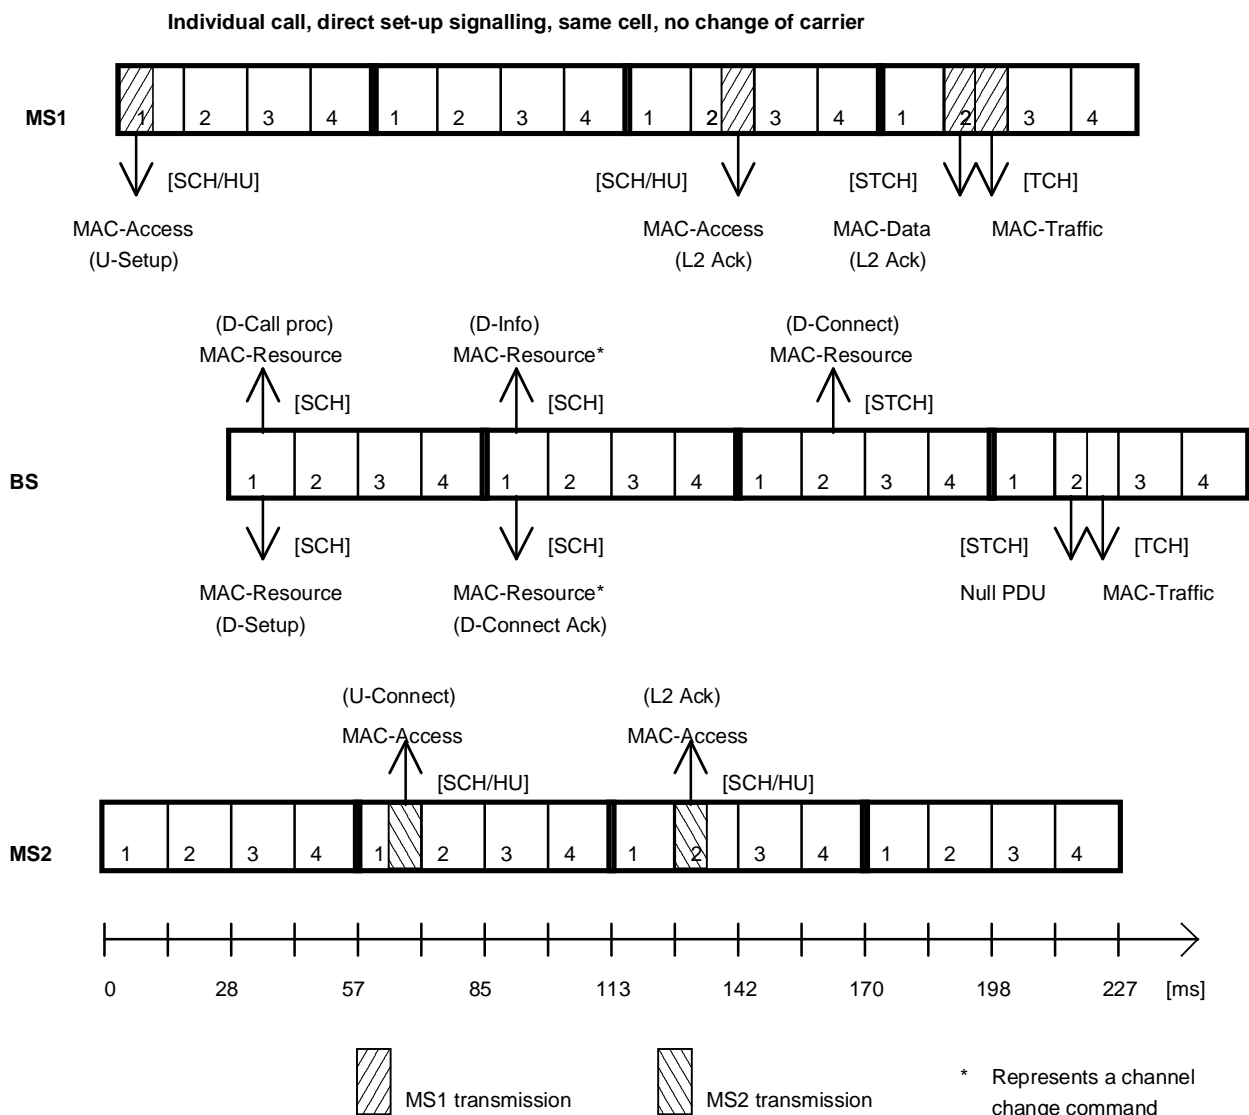 Individual call, direct set-up signalling, same cell, no change of carrier
MS1
1 2 3 4 1 2 3 4 1 2 3 4 1 2 3 4
[SCH/HU] [SCH/HU] [STCH] [TCH]
MAC-Access MAC-Access MAC-Data MAC-Traffic
(U-Setup) (L2 Ack) (L2 Ack)
(D-Call proc) (D-Info) (D-Connect)
MAC-Resource MAC-Resource* MAC-Resource
[SCH] [SCH] [STCH]
BS
1 2 3 4 1 2 3 4 1 2 3 4 1 2 3 4
[SCH] [SCH] [STCH] [TCH]
MAC-Resource MAC-Resource* Null PDU MAC-Traffic
(D-Setup) (D-Connect Ack)
(U-Connect) (L2 Ack)
MAC-Access MAC-Access
[SCH/HU] [SCH/HU]
MS2
1 2 3 4 1 2 3 4 1 2 3 4 1 2 3 4
0 28 57 85 113 142 170 198 227 [ms]
MS1 transmission MS2 transmission * Represents a channel
change command